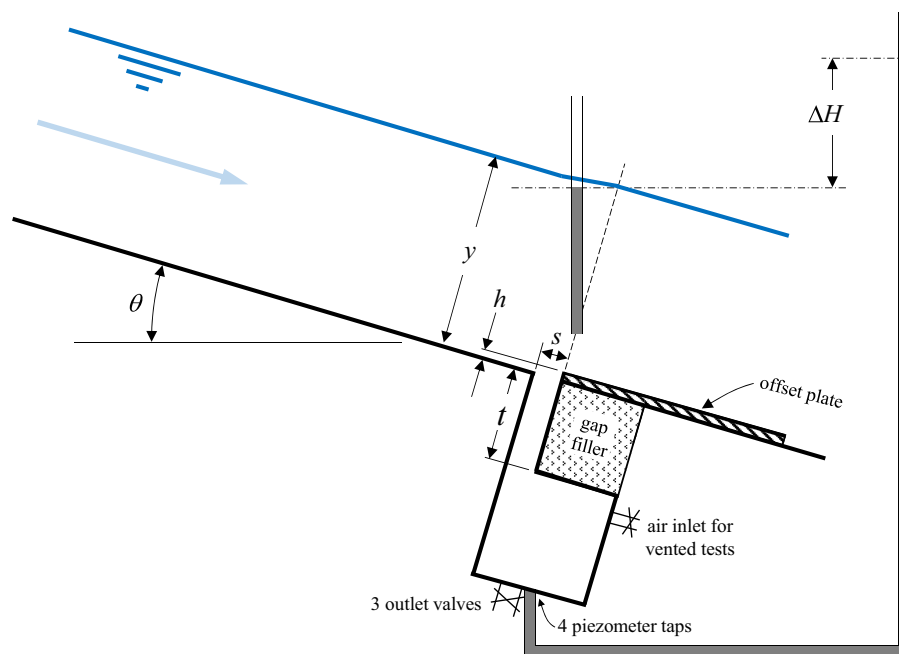 ΔH
y
h
θ
s
offset plate
t
gap
filler
air inlet for
vented tests
3 outlet valves
4 piezometer taps